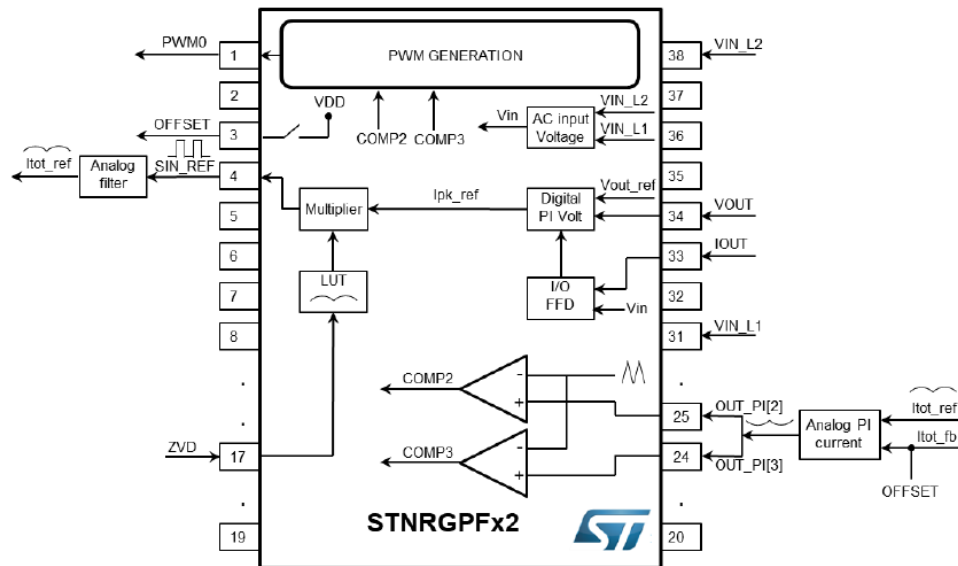 PWM0
1
PWM GENERATION
38
VIN_L2
2
VDD
37
OFFSET
3
COMP2
COMP3
Vin
AC input
Voltage
VIN_L2
VIN_L1
36
Itot_ref
Analog
filter
SIN_REF
4
35
Multiplier
Ipk_ref
Digital
PI Volt
Vout_ref
5
34
VOUT
6
33
IOUT
LUT
I/O
FFD
Vin
7
32
8
31
VIN_L1
COMP2
-
+
25
OUT_PI[2]
Analog PI
current
Itot_ref
ZVD
17
COMP3
-
+
24
OUT_PI[3]
Itot_fb
OFFSET
STNRGPFx2
ST
19
20